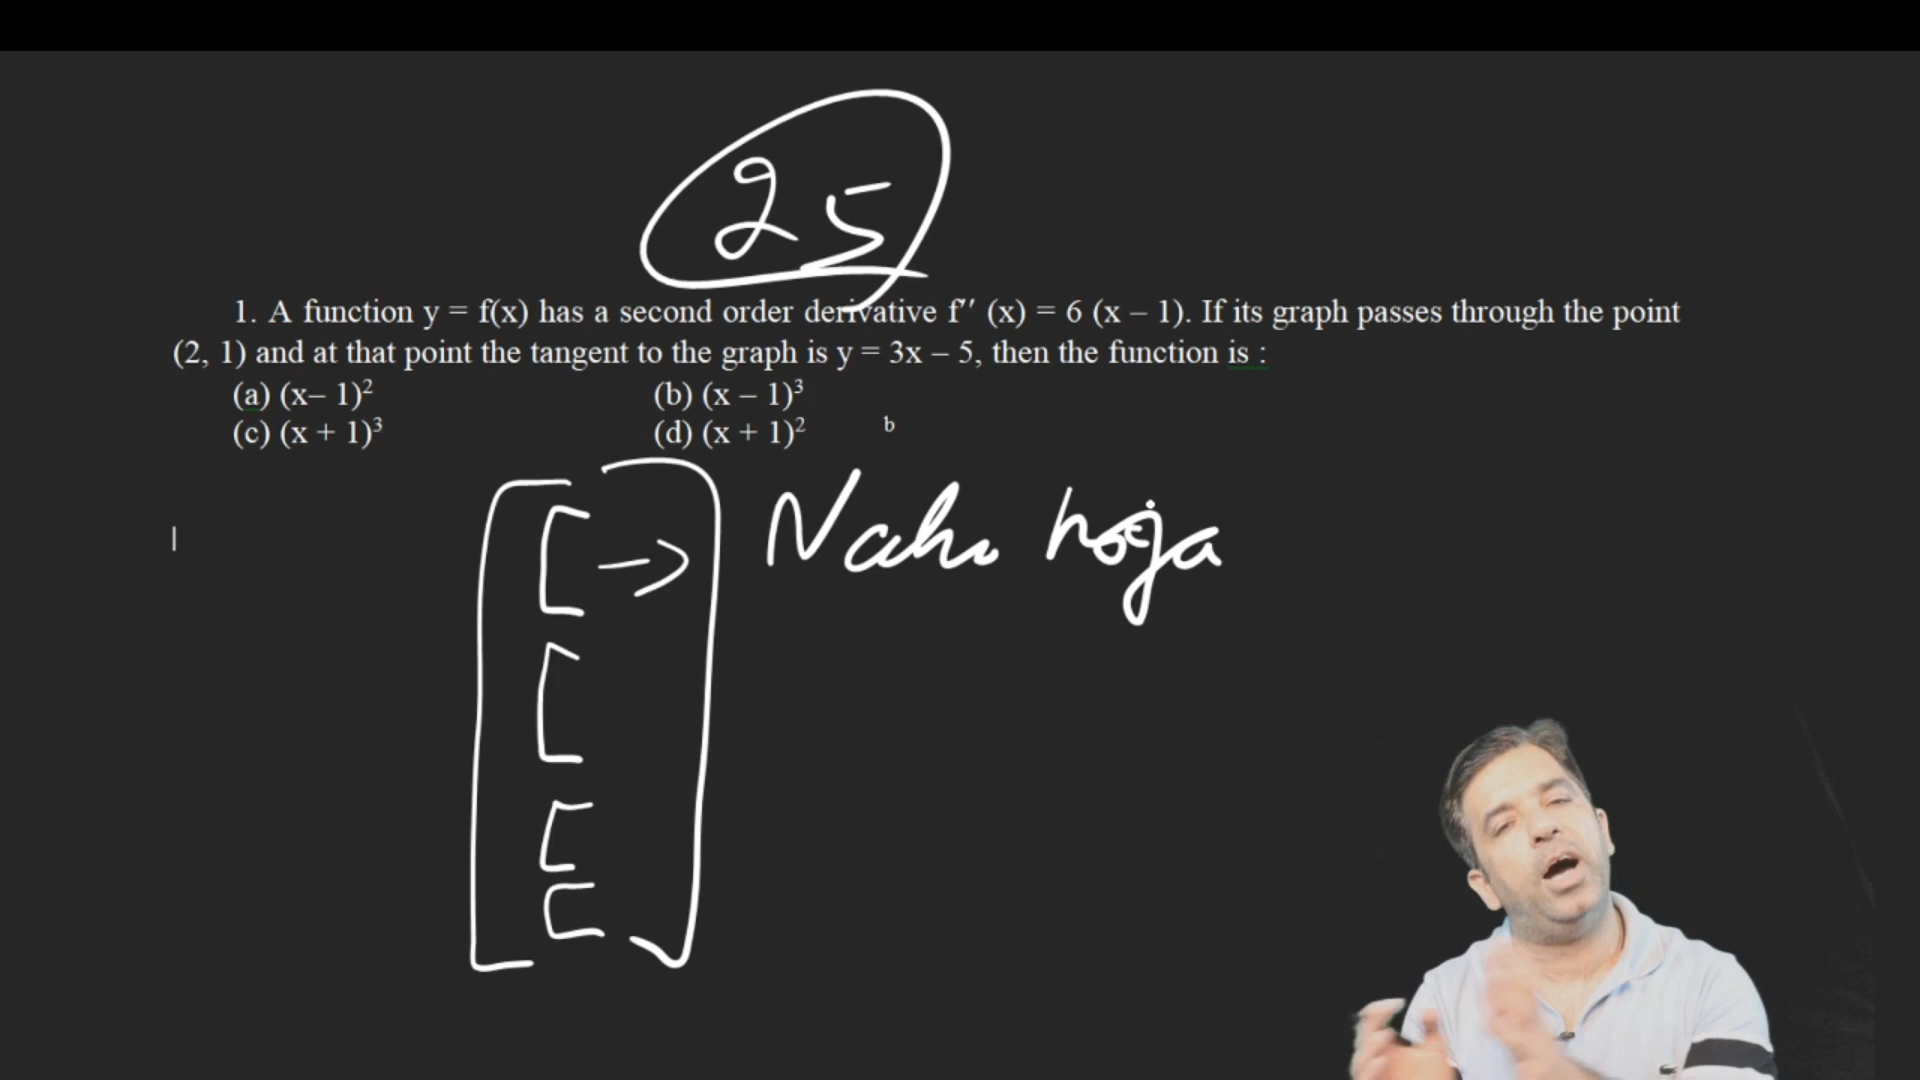 25
1. A function y = f(x) has a second order derivative f″ (x) = 6 (x – 1). If its graph passes through the point
(2, 1) and at that point the tangent to the graph is y = 3x – 5, then the function is :
(a) (x– 1)² (b) (x – 1)³
(c) (x + 1)³ (d) (x + 1)² b
Nahi hoga